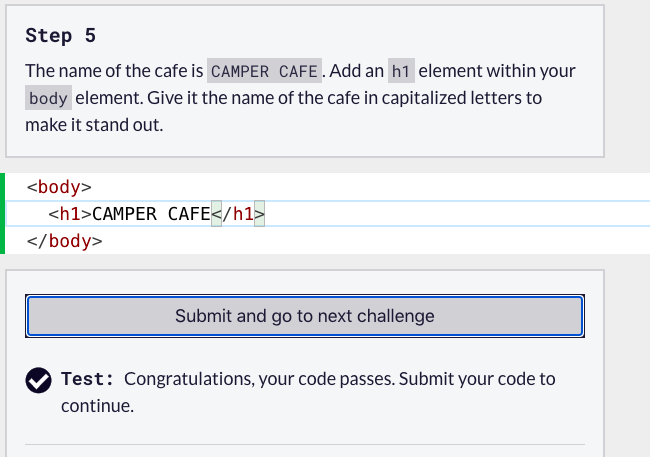 Step 5
The name of the cafe is CAMPER CAFE. Add an h1 element within your
body element. Give it the name of the cafe in capitalized letters to
make it stand out.
<body>
  <h1>CAMPER CAFE</h1>
</body>
Submit and go to next challenge
Test: Congratulations, your code passes. Submit your code to
continue.